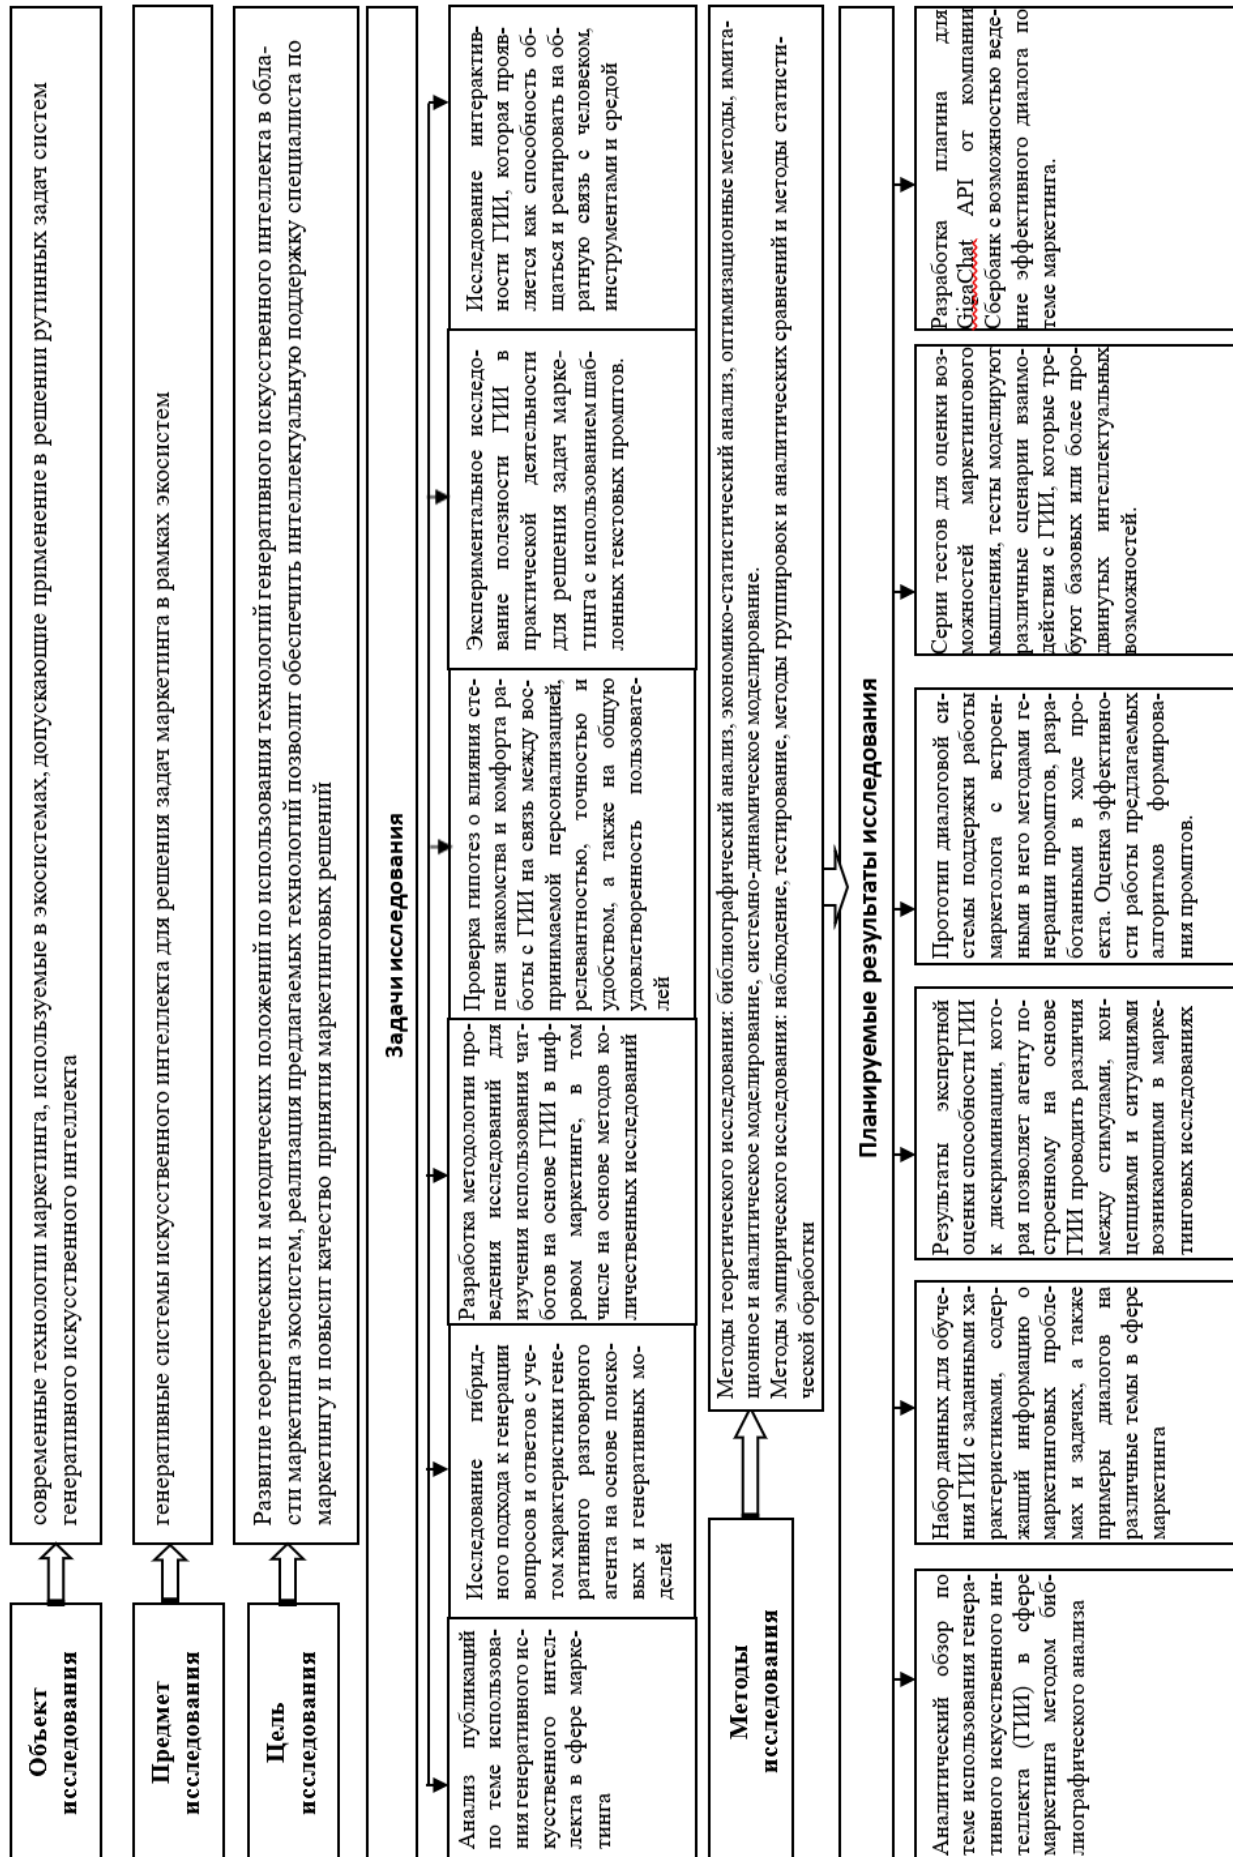 Объект
исследования
современные технологии маркетинга, используемые в экосистемах, допускающие применение в решении рутинных задач систем
генеративного искусственного интеллекта
Предмет
исследования
генеративные системы искусственного интеллекта для решения задач маркетинга в рамках экосистем
Цель
исследования
Развитие теоретических и методических положений по использования технологий генеративного искусственного интеллекта в обла-
сти маркетинга экосистем, реализация предлагаемых технологий позволит обеспечить интеллектуальную поддержку специалиста по
маркетингу и повысит качество принятия маркетинговых решений
Задачи исследования
Анализ публикаций
по теме использова-
ния генеративного ис-
кусственного интел-
лекта в сфере марке-
тинга
Исследование гибрид-
ного подхода к генерации
вопросов и ответов с уче-
том характеристики гене-
ративного разговорного
агента на основе поиско-
вых и генеративных мо-
делей
Разработка методологии про-
ведения исследований для
изучения использования чат-
ботов на основе ГИИ в циф-
ровом маркетинге, в том
числе на основе методов ко-
личественных исследований
Проверка гипотез о влиянии сте-
пени знакомства и комфорта ра-
боты с ГИИ на связь между вос-
принимаемой персонализацией,
релевантностью, точностью и
удобством, а также на общую
удовлетворенность пользовате-
лей
Экспериментальное исследо-
вание полезности ГИИ в
практической деятельности
для решения задач марке-
тинга с использованием шаб-
лонных текстовых промптов.
Исследование интерактив-
ности ГИИ, которая прояв-
ляется как способность об-
щаться и реагировать на об-
ратную связь с человеком,
инструментами и средой
Методы
исследования
Методы теоретического исследования: библиографический анализ, экономико-статистический анализ, оптимизационные методы, имита-
ционное и аналитическое моделирование, системно-динамическое моделирование.
Методы эмпирического исследования: наблюдение, тестирование, методы группировок и аналитических сравнений и методы статисти-
ческой обработки
Планируемые результаты исследования
Аналитический обзор по
теме использования генера-
тивного искусственного ин-
теллекта (ГИИ) в сфере
маркетинга методом биб-
лиографического анализа
Набор данных для обуче-
ния ГИИ с заданными ха-
рактеристиками, содер-
жащий информацию о
маркетинговых пробле-
мах и задачах, а также
примеры диалогов на
различные темы в сфере
маркетинга
Результаты экспертной
оценки способности ГИИ
к дискриминации, кото-
рая позволяет агенту по-
строенному на основе
ГИИ проводить различия
между стимулами, кон-
цепциями и ситуациями
возникающими в марке-
тинговых исследованиях
Прототип диалоговой си-
стемы поддержки работы
маркетолога с встроен-
ными в него методами ге-
нерации промптов, разра-
ботанными в ходе про-
екта. Оценка эффективно-
сти работы предлагаемых
алгоритмов формирова-
ния промптов.
Серии тестов для оценки воз-
можностей маркетингового
мышления, тесты моделируют
различные сценарии взаимо-
действия с ГИИ, которые тре-
буют базовых или более про-
двинутых интеллектуальных
возможностей.
Разработка плагина для
GigaChat API от компании
Сбербанк с возможностью веде-
ние эффективного диалога по
теме маркетинга.